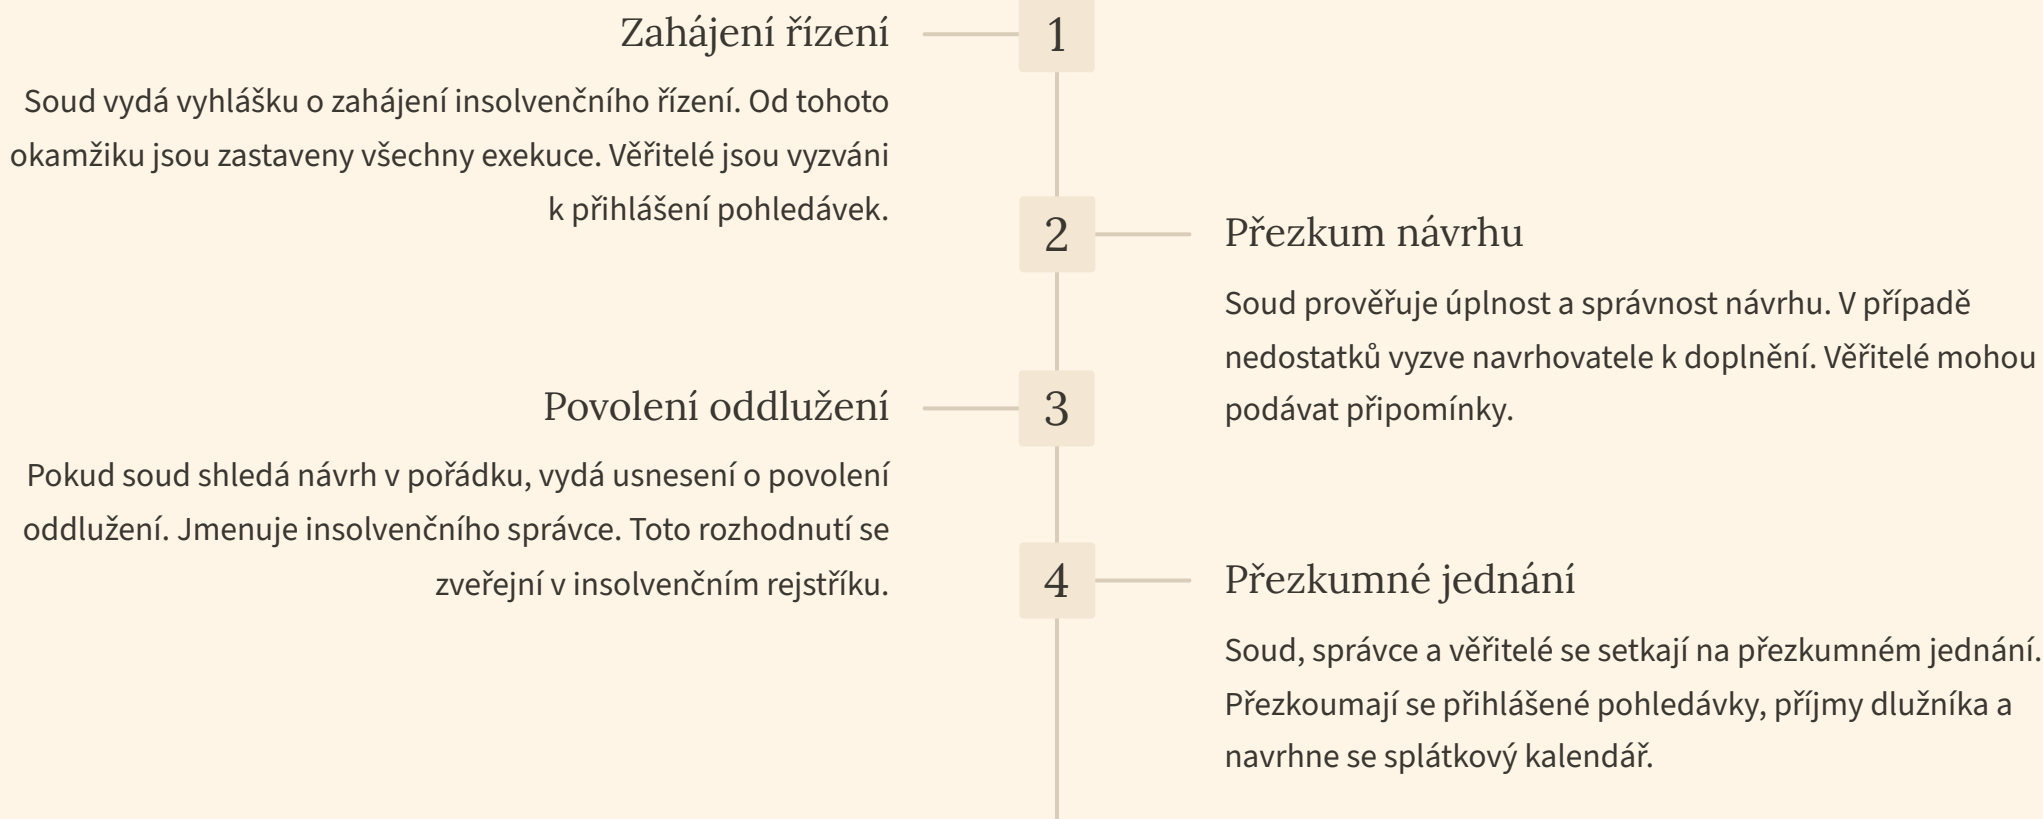 Zahájení řízení
1
Soud vydá vyhlášku o zahájení insolvenčního řízení. Od tohoto
okamžiku jsou zastaveny všechny exekuce. Věřitelé jsou vyzváni
k přihlášení pohledávek.
2
Přezkum návrhu
Soud prověřuje úplnost a správnost návrhu. V případě
nedostatků vyzve navrhovatele k doplnění. Věřitelé mohou
podávat připomínky.
Povolení oddlužení
3
Pokud soud shledá návrh v pořádku, vydá usnesení o povolení
oddlužení. Jmenuje insolvenčního správce. Toto rozhodnutí se
zveřejní v insolvenčním rejstříku.
4
Přezkumné jednání
Soud, správce a věřitelé se setkají na přezkumném jednání.
Přezkoumají se přihlášené pohledávky, příjmy dlužníka a
navrhne se splátkový kalendář.